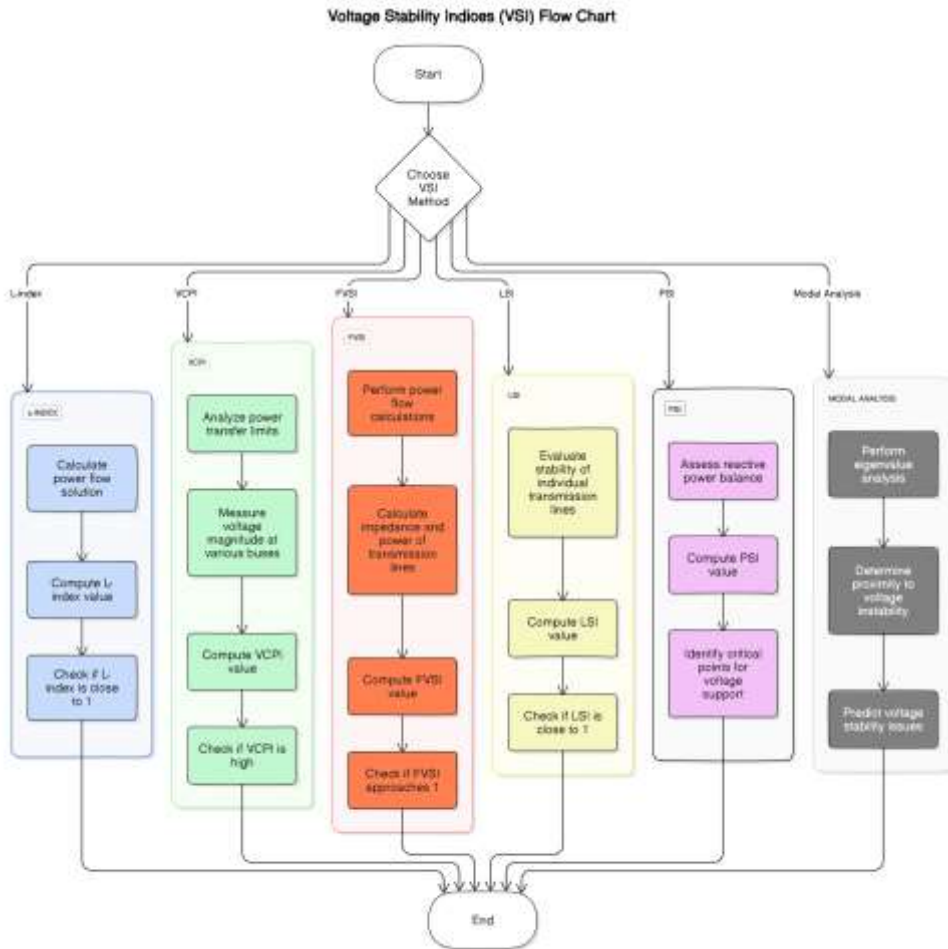 Voltage Stability Indices (VSI) Flow Chart
Start
Choose
VSI
Method
L-index
VCPI
FVSI
LSI
PSI
Modal Analysis
L-INDEX
Calculate
power flow
solution
Compute L-
index value
Check if L-
index is close
to 1
VCPI
Analyze power
transfer limits
Measure
voltage
magnitude at
various buses
Compute VCPI
value
Check if VCPI is
high
FVSI
Perform power
flow
calculations
Calculate
impedance and
power of
transmission
lines
Compute FVSI
value
Check if FVSI
approaches 1
LSI
Evaluate
stability of
individual
transmission
lines
Compute LSI
value
Check if LSI is
close to 1
PSI
Assess reactive
power balance
Compute PSI
value
Identify critical
points for
voltage
support
MODAL ANALYSIS
Perform
eigenvalue
analysis
Determine
proximity to
voltage
instability
Predict voltage
stability issues
End